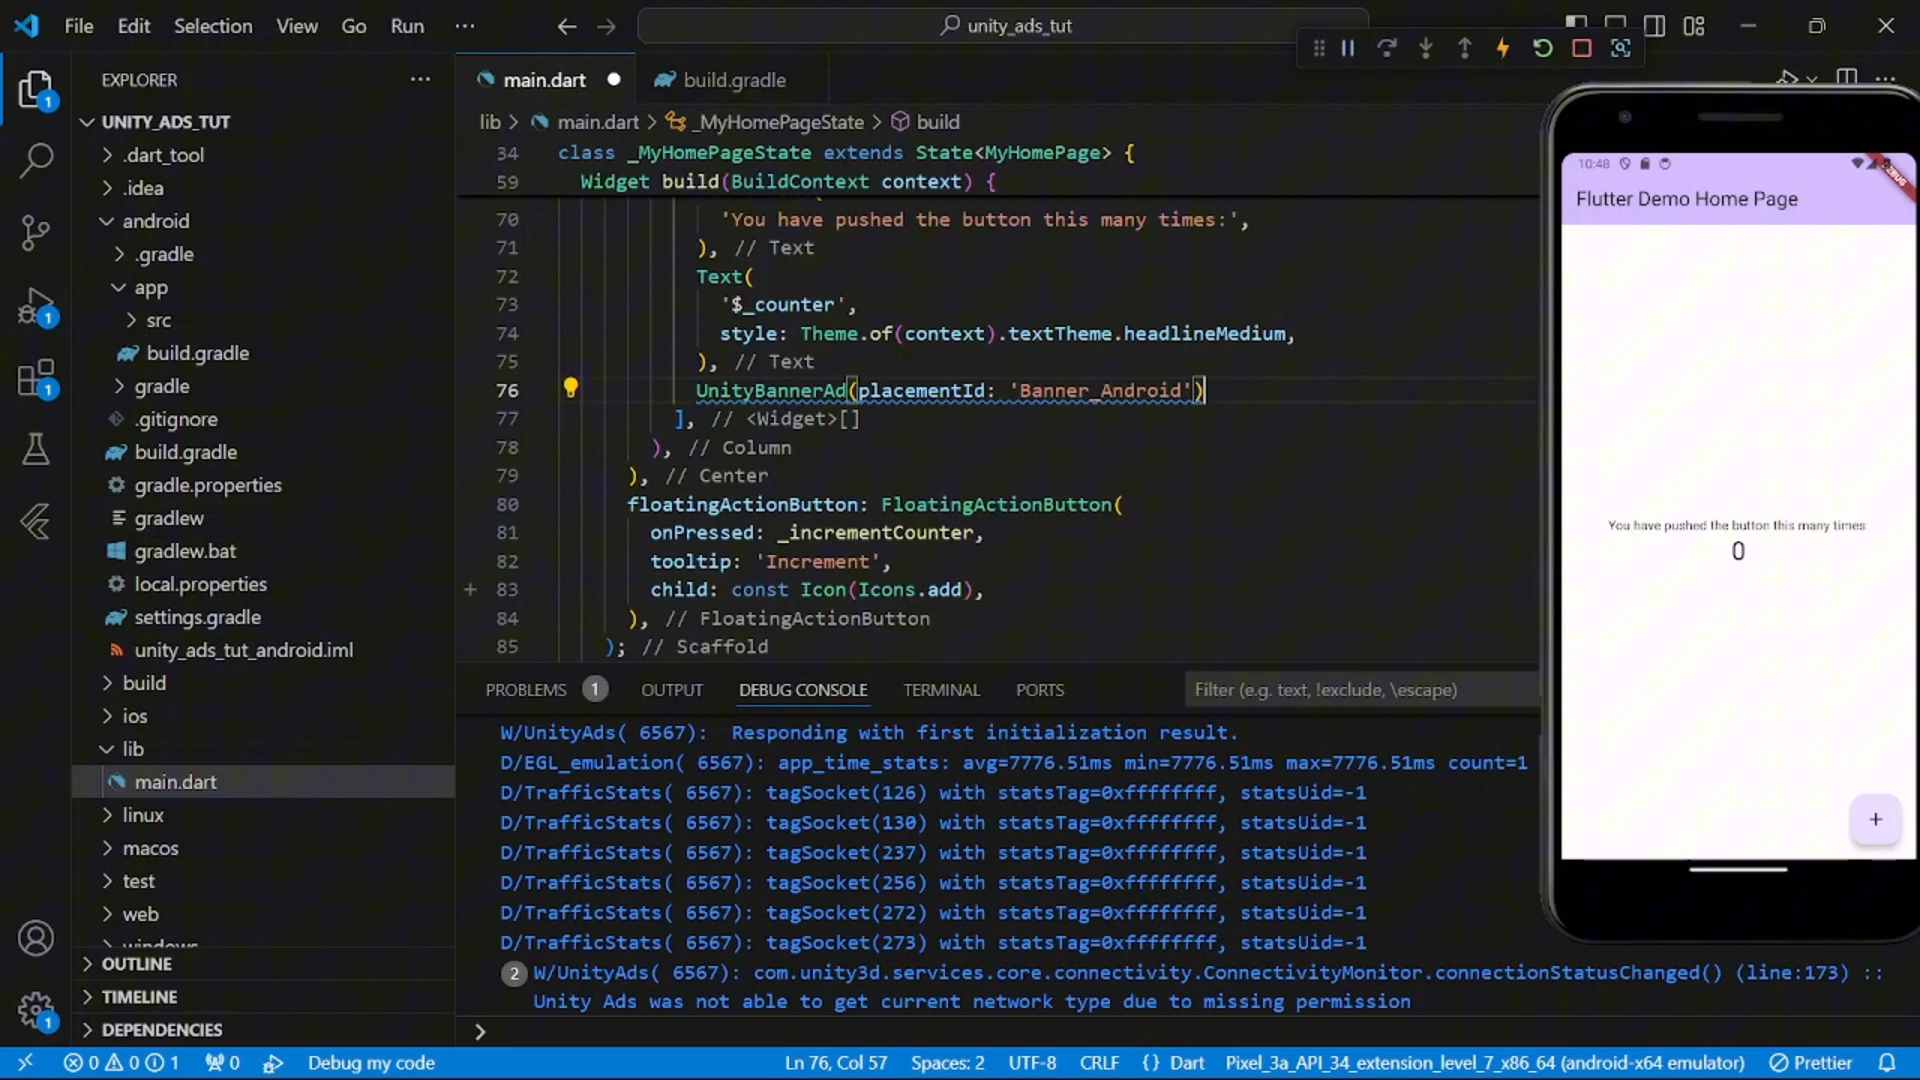 File Edit Selection View Go Run ···
unity_ads_tut
EXPLORER
UNITY_ADS_TUT
.dart_tool
.idea
android
.gradle
app
src
build.gradle
gradle
.gitignore
build.gradle
gradle.properties
gradlew
gradlew.bat
local.properties
settings.gradle
unity_ads_tut_android.iml
build
ios
lib
main.dart
linux
macos
test
web
windows
OUTLINE
TIMELINE
DEPENDENCIES
1
1
1
1
main.dart
build.gradle
lib > main.dart > _MyHomePageState > build
34 class _MyHomePageState extends State<MyHomePage> {
59 Widget build(BuildContext context) {
70 'You have pushed the button this many times:',
71 ), // Text
72 Text(
73 '$_counter',
74 style: Theme.of(context).textTheme.headlineMedium,
75 ), // Text
76 UnityBannerAd(placementId: 'Banner_Android')
77 ], // <Widget>[]
78 ), // Column
79 ), // Center
80 floatingActionButton: FloatingActionButton(
81 onPressed: _incrementCounter,
82 tooltip: 'Increment',
83 child: const Icon(Icons.add),
84 ), // FloatingActionButton
85 ); // Scaffold
PROBLEMS 1 OUTPUT DEBUG CONSOLE TERMINAL PORTS
Filter (e.g. text, !exclude, \escape)
W/UnityAds( 6567): Responding with first initialization result.
D/EGL_emulation( 6567): app_time_stats: avg=7776.51ms min=7776.51ms max=7776.51ms count=1
D/TrafficStats( 6567): tagSocket(126) with statsTag=0xffffffff, statsUid=-1
D/TrafficStats( 6567): tagSocket(130) with statsTag=0xffffffff, statsUid=-1
D/TrafficStats( 6567): tagSocket(237) with statsTag=0xffffffff, statsUid=-1
D/TrafficStats( 6567): tagSocket(256) with statsTag=0xffffffff, statsUid=-1
D/TrafficStats( 6567): tagSocket(272) with statsTag=0xffffffff, statsUid=-1
D/TrafficStats( 6567): tagSocket(273) with statsTag=0xffffffff, statsUid=-1
2 W/UnityAds( 6567): com.unity3d.services.core.connectivity.ConnectivityMonitor.connectionStatusChanged() (line:173) ::
Unity Ads was not able to get current network type due to missing permission
10:48
Flutter Demo Home Page
You have pushed the button this many times
0
+
0 0 1 0 Debug my code
Ln 76, Col 57 Spaces: 2 UTF-8 CRLF {} Dart Pixel_3a_API_34_extension_level_7_x86_64 (android-x64 emulator) Prettier